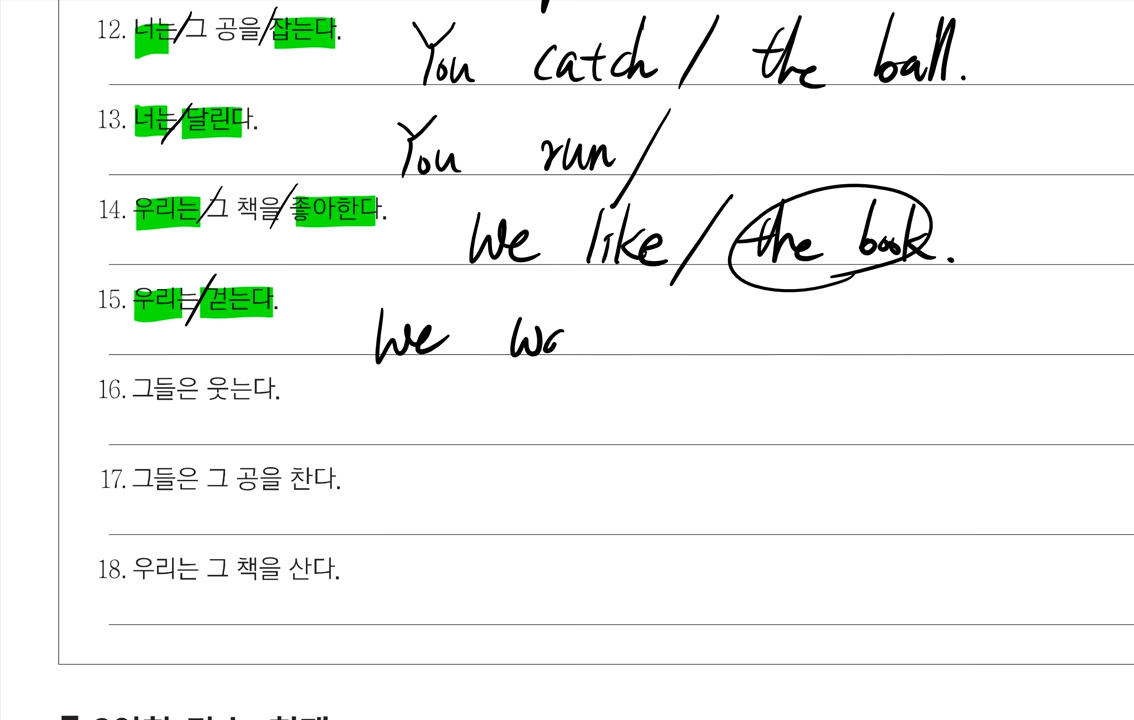 12. 너는/그 공을/잡는다.
You catch / the ball.
13. 너는/달린다.
You run /
14. 우리는/그 책을/좋아한다.
We like / the book.
15. 우리는/걷는다.
We wa
16. 그들은 웃는다.
17. 그들은 그 공을 찬다.
18. 우리는 그 책을 산다.